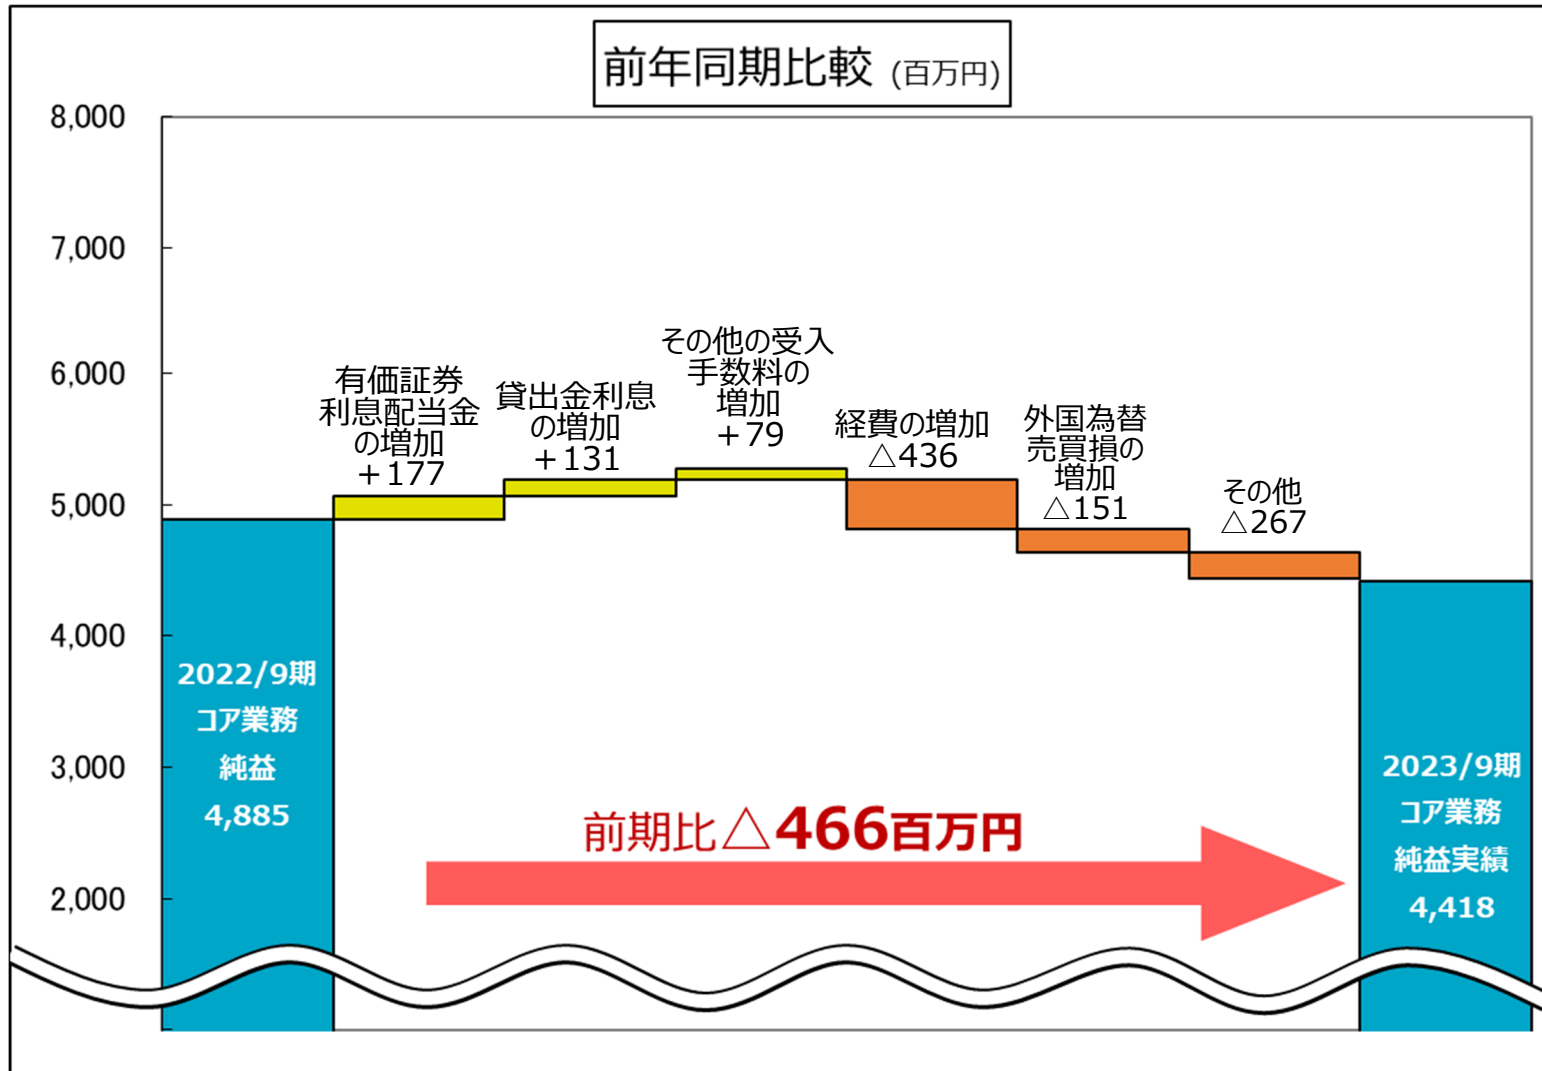 前年同期比較 (百万円)
8,000
7,000
6,000
5,000
4,000
3,000
2,000
有価証券
利息配当金
の増加
＋177
貸出金利息
の増加
＋131
その他の受入
手数料の
増加
＋79
経費の増加
△436
外国為替
売買損の
増加
△151
その他
△267
2022/9期
コア業務
純益
4,885
前期比△466百万円
2023/9期
コア業務
純益実績
4,418